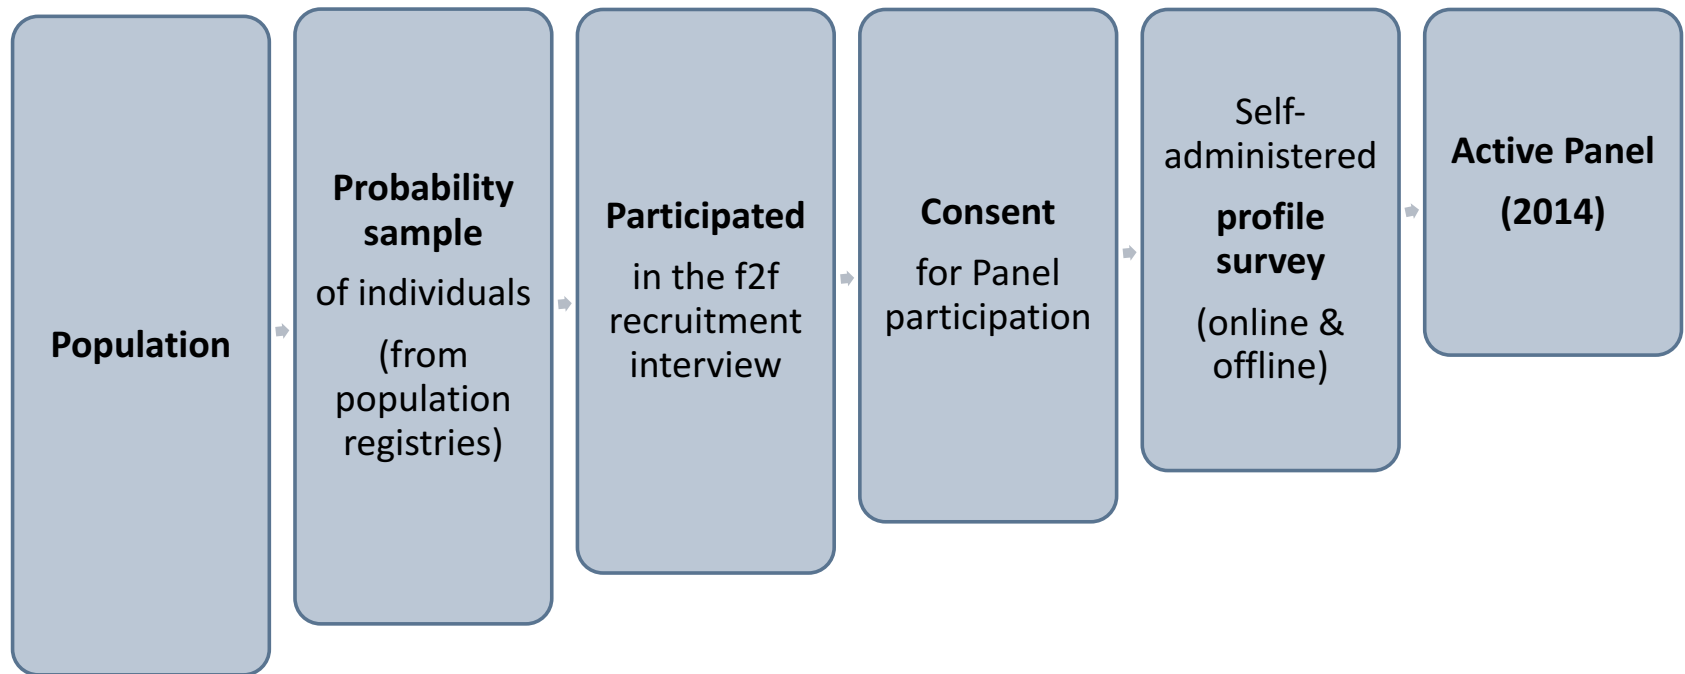 Population
Probability
sample
of individuals
(from
population
registries)
Participated
in the f2f
recruitment
interview
Consent
for Panel
participation
Self-
administered
profile
survey
(online &
offline)
Active Panel
(2014)